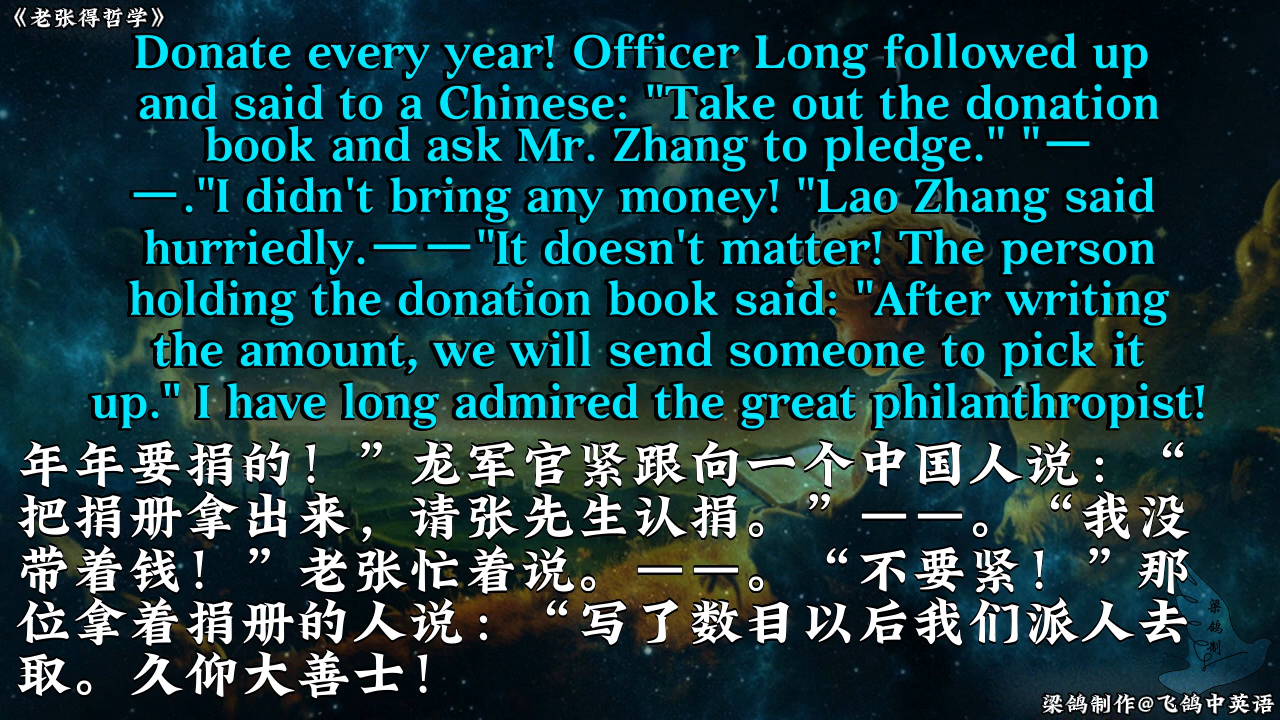 《老张得哲学》
Donate every year! Officer Long followed up
and said to a Chinese: "Take out the donation
book and ask Mr. Zhang to pledge." "—
—."I didn't bring any money! "Lao Zhang said
hurriedly.——"It doesn't matter! The person
holding the donation book said: "After writing
the amount, we will send someone to pick it
up." I have long admired the great philanthropist!
年年要捐的！”龙军官紧跟向一个中国人说：“
把捐册拿出来，请张先生认捐。”——。“我没
带着钱！”老张忙着说。——。“不要紧！”那
位拿着捐册的人说：“写了数目以后我们派人去
取。久仰大善士！
梁鸽制
梁鸽制作@飞鸽中英语